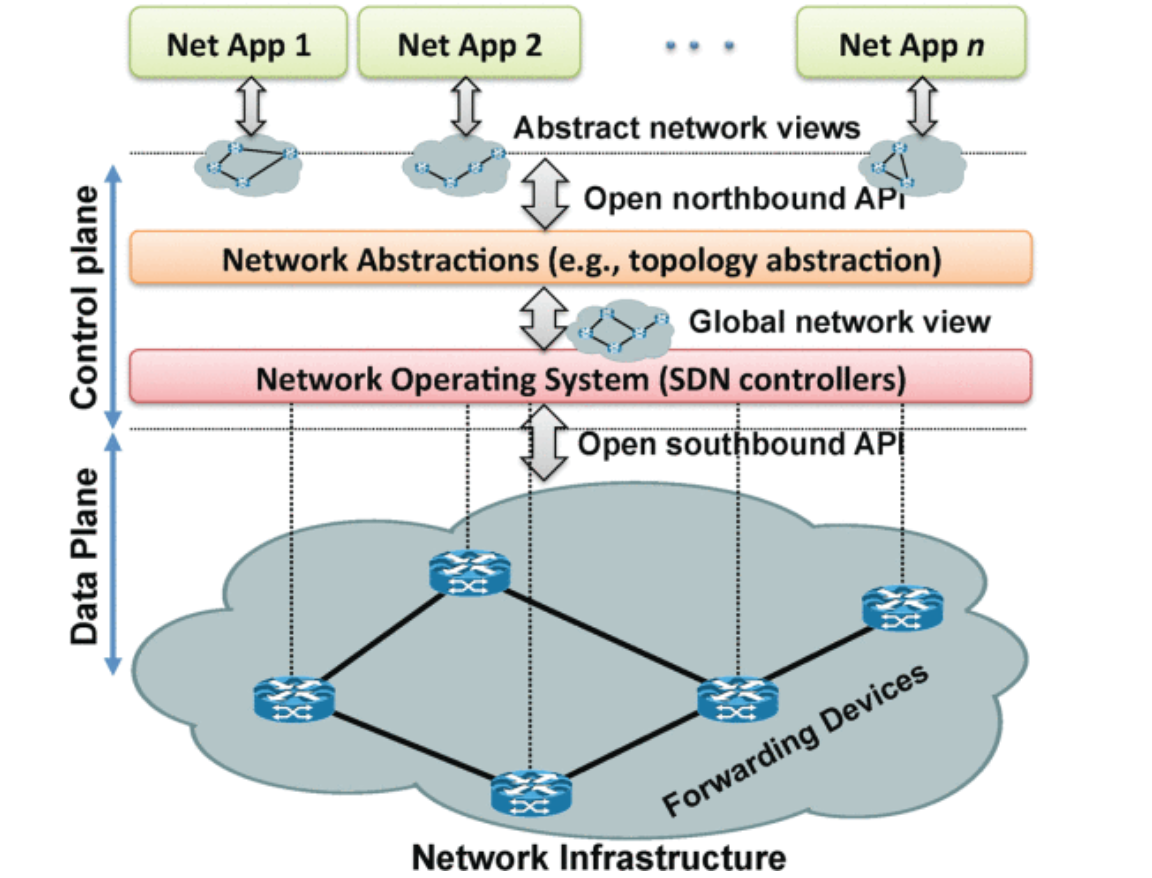 Net App 1
Net App 2
Net App n
Abstract network views
Open northbound API
Control plane
Network Abstractions (e.g., topology abstraction)
Global network view
Network Operating System (SDN controllers)
Open southbound API
Data Plane
Forwarding Devices
Network Infrastructure